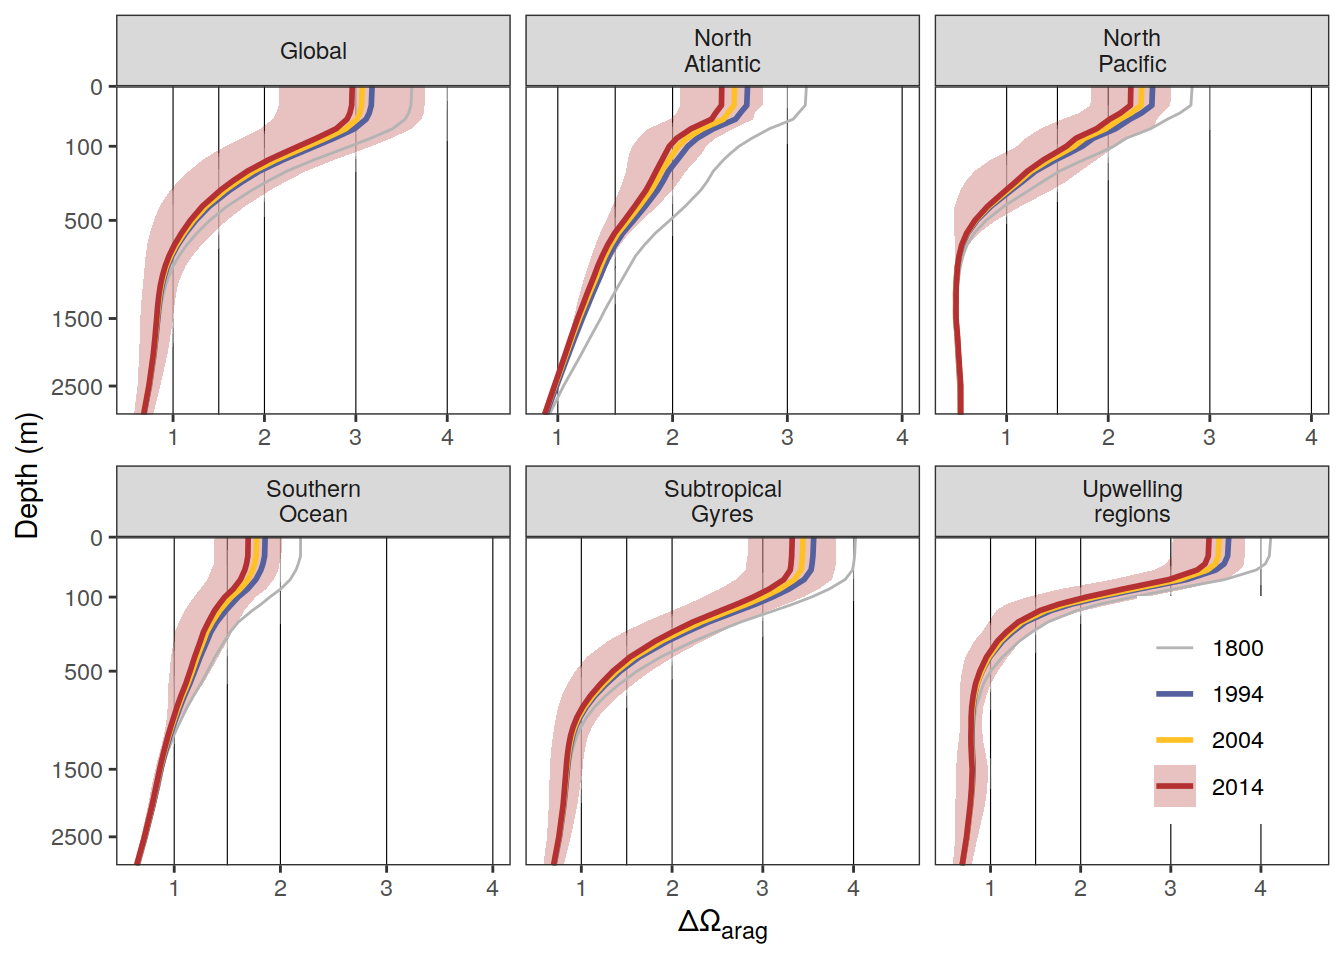 Global
North
Atlantic
North
Pacific
0
100
500
1500
2500
1 2 3 4
1 2 3 4
1 2 3 4
Depth (m)
Southern
Ocean
Subtropical
Gyres
Upwelling
regions
0
100
500
1500
2500
1800
1994
2004
2014
1 2 3 4
1 2 3 4
1 2 3 4
ΔΩarag